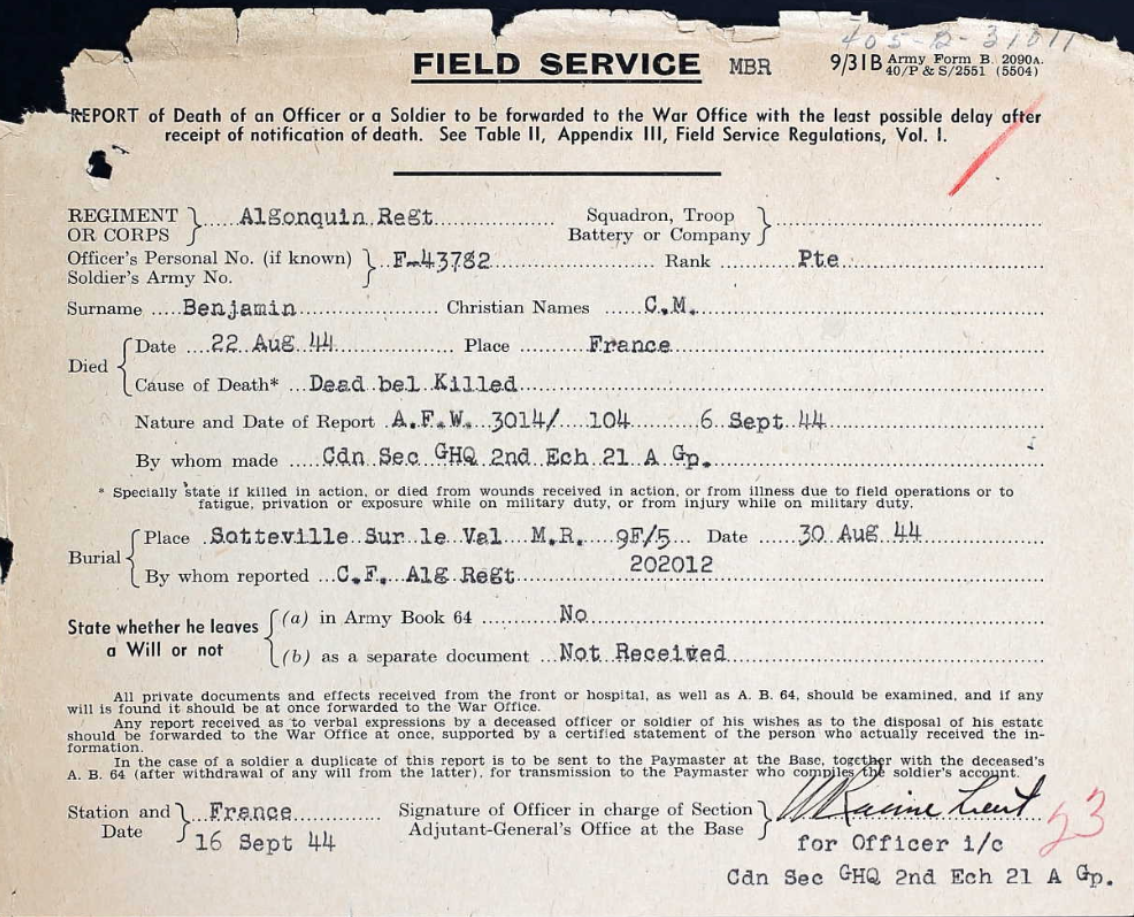 405-D-31011
FIELD SERVICE MBR 9/31B Army Form B. 2090A.
40/P & S/2551 (5504)
REPORT of Death of an Officer or a Soldier to be forwarded to the War Office with the least possible delay after
receipt of notification of death. See Table II, Appendix III, Field Service Regulations, Vol. I.
REGIMENT OR CORPS } Algonquin Regt Squadron, Troop Battery or Company }
Officer's Personal No. (if known) Soldier's Army No. } F-43782 Rank Pte
Surname Benjamin Christian Names C.M.
Died { Date 22 Aug 44 Place France
Cause of Death* Dead bel Killed
Nature and Date of Report A.F.W. 3014/ 104 6 Sept 44
By whom made Cdn Sec GHQ 2nd Ech 21 A Gp.
* Specially state if killed in action, or died from wounds received in action, or from illness due to field operations or to
fatigue, privation or exposure while on military duty, or from injury while on military duty.
Burial { Place Sotteville Sur le Val M.R. 9F/5 Date 30 Aug 44
202012
By whom reported C.F. Alg Regt
State whether he leaves a Will or not { (a) in Army Book 64 No
(b) as a separate document Not Received
All private documents and effects received from the front or hospital, as well as A. B. 64, should be examined, and if any
will is found it should be at once forwarded to the War Office.
Any report received as to verbal expressions by a deceased officer or soldier of his wishes as to the disposal of his estate
should be forwarded to the War Office at once, supported by a certified statement of the person who actually received the in-
formation.
In the case of a soldier a duplicate of this report is to be sent to the Paymaster at the Base, together with the deceased's
A. B. 64 (after withdrawal of any will from the latter), for transmission to the Paymaster who compiles the soldier's account.
Station and Date } France
16 Sept 44
Signature of Officer in charge of Section Adjutant-General's Office at the Base } Racine Lieut
53
for Officer i/c
Cdn Sec GHQ 2nd Ech 21 A Gp.